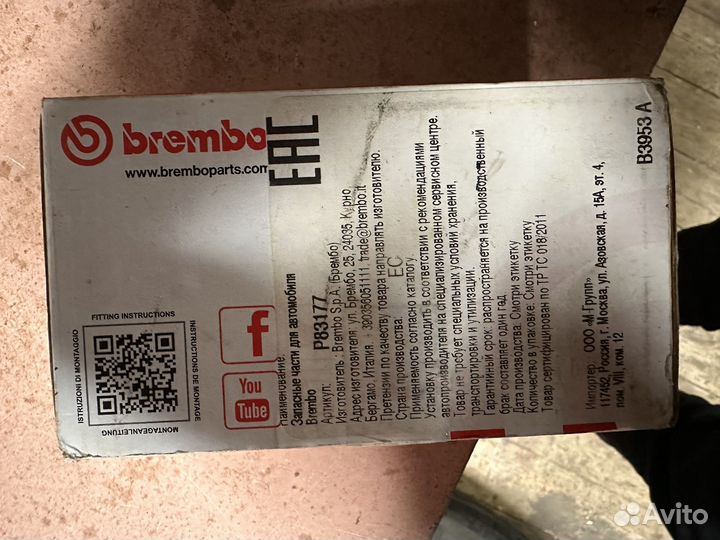 brembo
www.bremboparts.com
EAC
FITTING INSTRUCTIONS
ISTRUZIONI DI MONTAGGIO
INSTRUCTIONS DE MONTAGE
MONTAGEANLEITUNG
f
You
Tube
Наименование:
Запасные части для автомобиля
Brembo
Артикул: P83177
Изготовитель: Brembo S.p.A. (Брембо)
Адрес изготовителя: ул. Брембо, 25, 24035, Курно
Бергамо, Италия. 390356051111. trade@brembo.it
Претензии по качеству товара направлять изготовителю.
Страна производства: ЕС
Применяемость согласно каталогу.
Установку производить в соответствии с рекомендациями
автопроизводителя на специализированном сервисном центре.
Товар не требует специальных условий хранения,
транспортировки и утилизации.
Гарантийный срок: распространяется на производственный
брак составляет один год
Дата производства: Смотри этикетку
Количество в упаковке: Смотри этикетку
Товар сертифицирован по ТР ТС 018/2011
Импортер: ООО «М-Групп»
117462, Россия, г. Москва, ул. Азовская, д. 15А, эт. 4,
пом. VIII, ком. 12
B3953 A
Avito